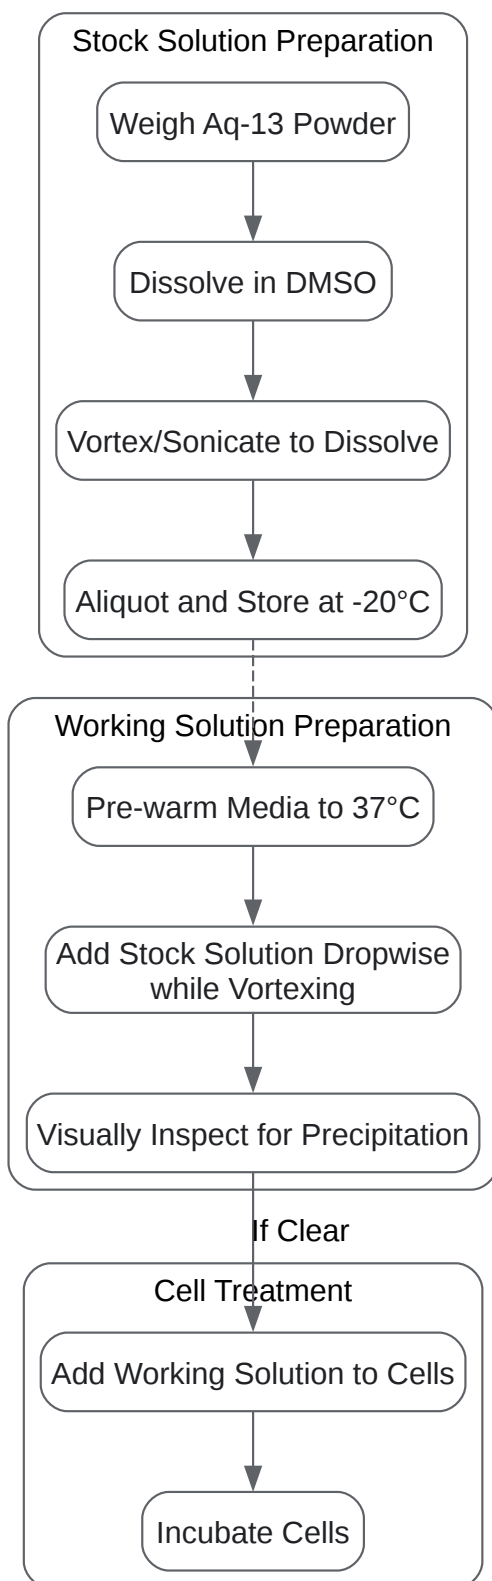 Stock Solution Preparation
Weigh Aq-13 Powder
Dissolve in DMSO
Vortex/Sonicate to Dissolve
Aliquot and Store at -20°C
Working Solution Preparation
Pre-warm Media to 37°C
Add Stock Solution Dropwise
while Vortexing
Visually Inspect for Precipitation
If Clear
Cell Treatment
Add Working Solution to Cells
Incubate Cells